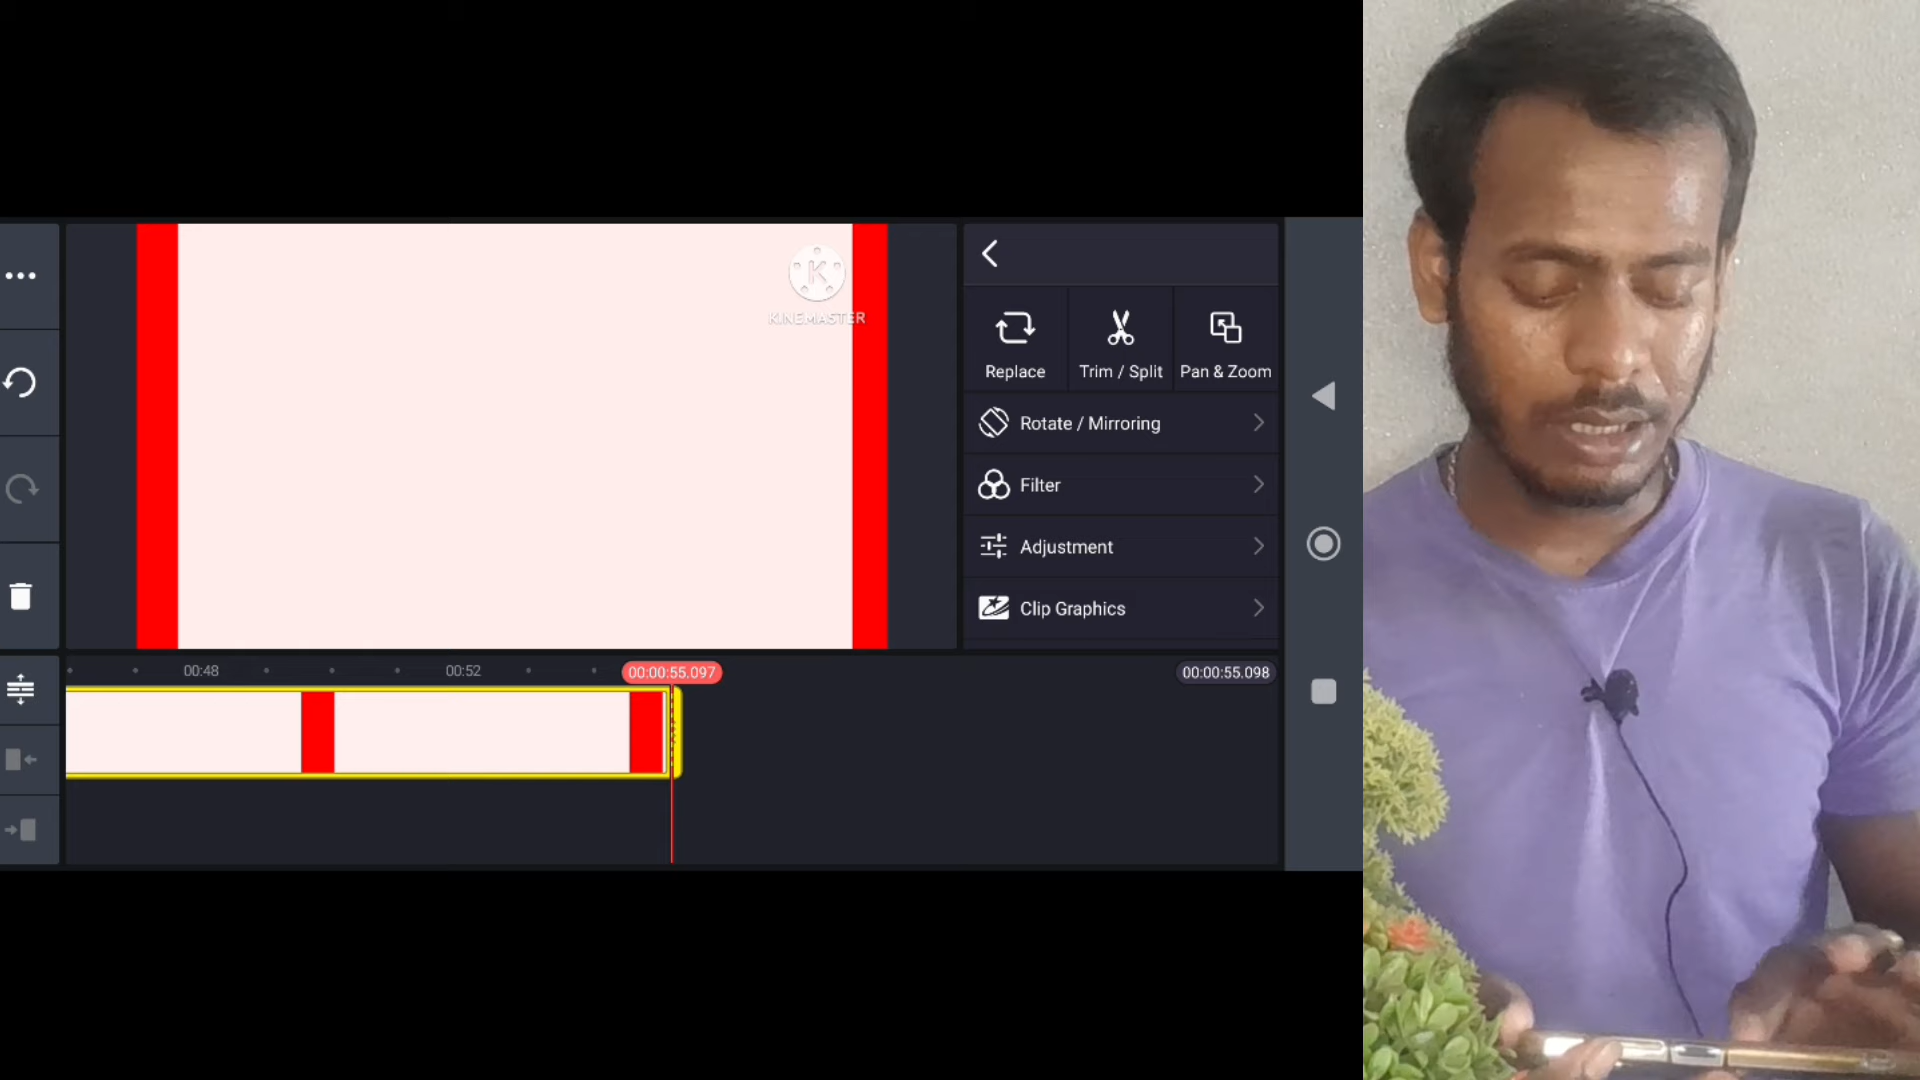 K
KINEMASTER
Replace
Trim / Split
Pan & Zoom
Rotate / Mirroring
Filter
Adjustment
Clip Graphics
00:48
00:52
00:00:55.097
00:00:55.098